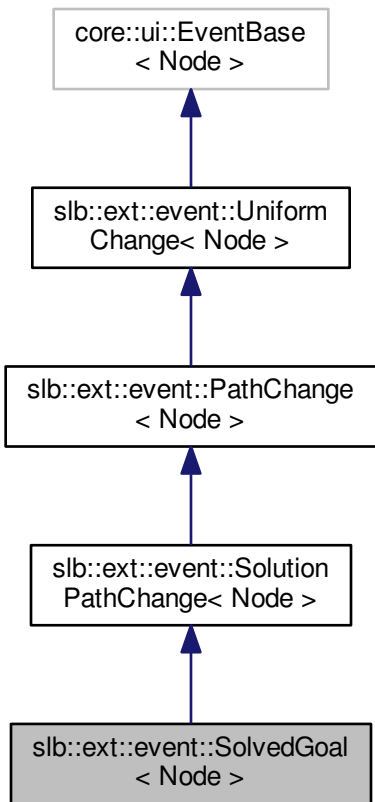 core::ui::EventBase
< Node >
slb::ext::event::Uniform
Change< Node >
slb::ext::event::PathChange
< Node >
slb::ext::event::Solution
PathChange< Node >
slb::ext::event::SolvedGoal
< Node >